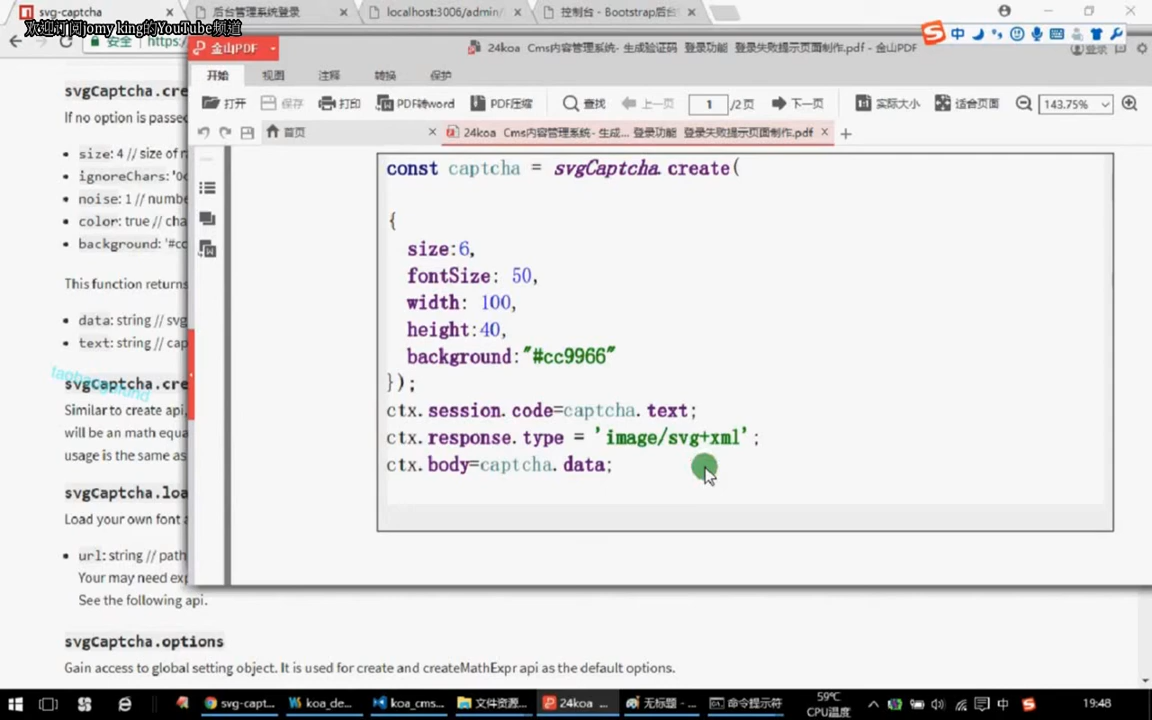 svg-captcha
后台管理系统登录
localhost:3006/admin/
控制台 - Bootstrap后台
欢迎订阅jomy king的YouTube频道
安全
https:
金山PDF
24koa Cms内容管理系统- 生成验证码 登录功能 登录失败提示页面制作.pdf - 金山PDF
中
登录
开始
视图
注释
转换
保护
打开
保存
打印
PDF转word
PDF压缩
查找
上一页
1
/2页
下一页
实际大小
适合页面
143.75%
首页
24koa Cms内容管理系统- 生成... 登录功能 登录失败提示页面制作.pdf
svgCaptcha.cre
If no option is passed
size: 4 // size of ra
ignoreChars: '0o
noise: 1 // numbe
color: true // cha
background: '#cc
This function returns
data: string // svg
text: string // cap
svgCaptcha.cre
Similar to create api,
will be an math equa
usage is the same as
svgCaptcha.loa
Load your own font a
url: string // path
Your may need exp
See the following api.
svgCaptcha.options
Gain access to global setting object. It is used for create and createMathExpr api as the default options.
const captcha = svgCaptcha.create(
{
size:6,
fontSize: 50,
width: 100,
height:40,
background:"#cc9966"
});
ctx.session.code=captcha.text;
ctx.response.type = 'image/svg+xml';
ctx.body=captcha.data;
svg-capt...
koa_de...
koa_cms...
文件资源...
24koa ...
无标题 - ...
命令提示符
59℃
CPU温度
中
19:48